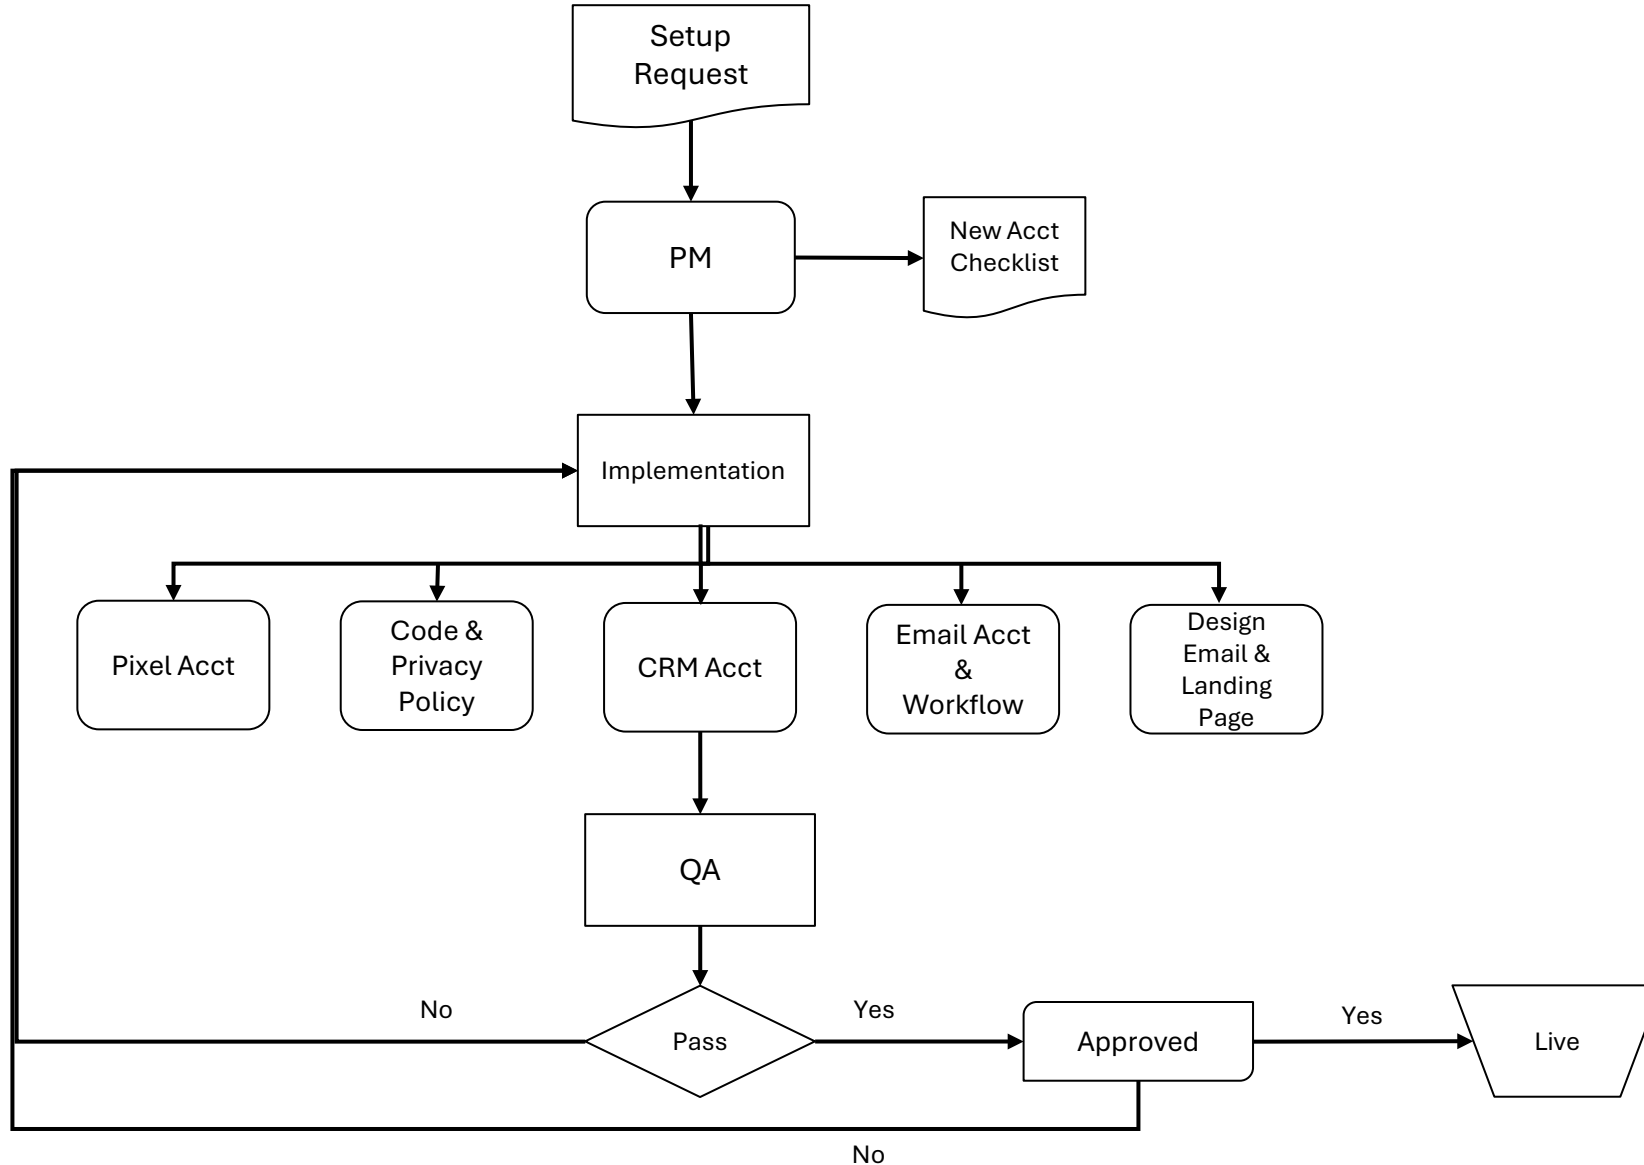 Setup
Request
PM
New Acct
Checklist
Implementation
Pixel Acct
Code &
Privacy
Policy
CRM Acct
Email Acct
&
Workflow
Design
Email &
Landing
Page
QA
No
Pass
Yes
Approved
Yes
Live
No